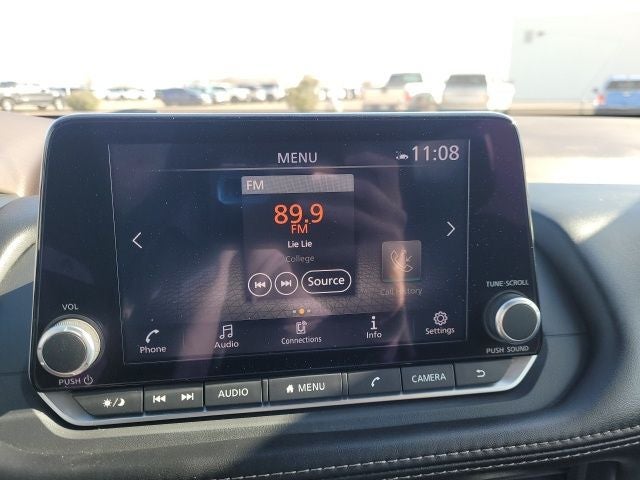 MENU
11:08
FM
89.9
FM
Lie Lie
College
Source
Call History
Phone
Audio
Connections
Info
Settings
VOL
PUSH
TUNE·SCROLL
PUSH SOUND
AUDIO
MENU
CAMERA